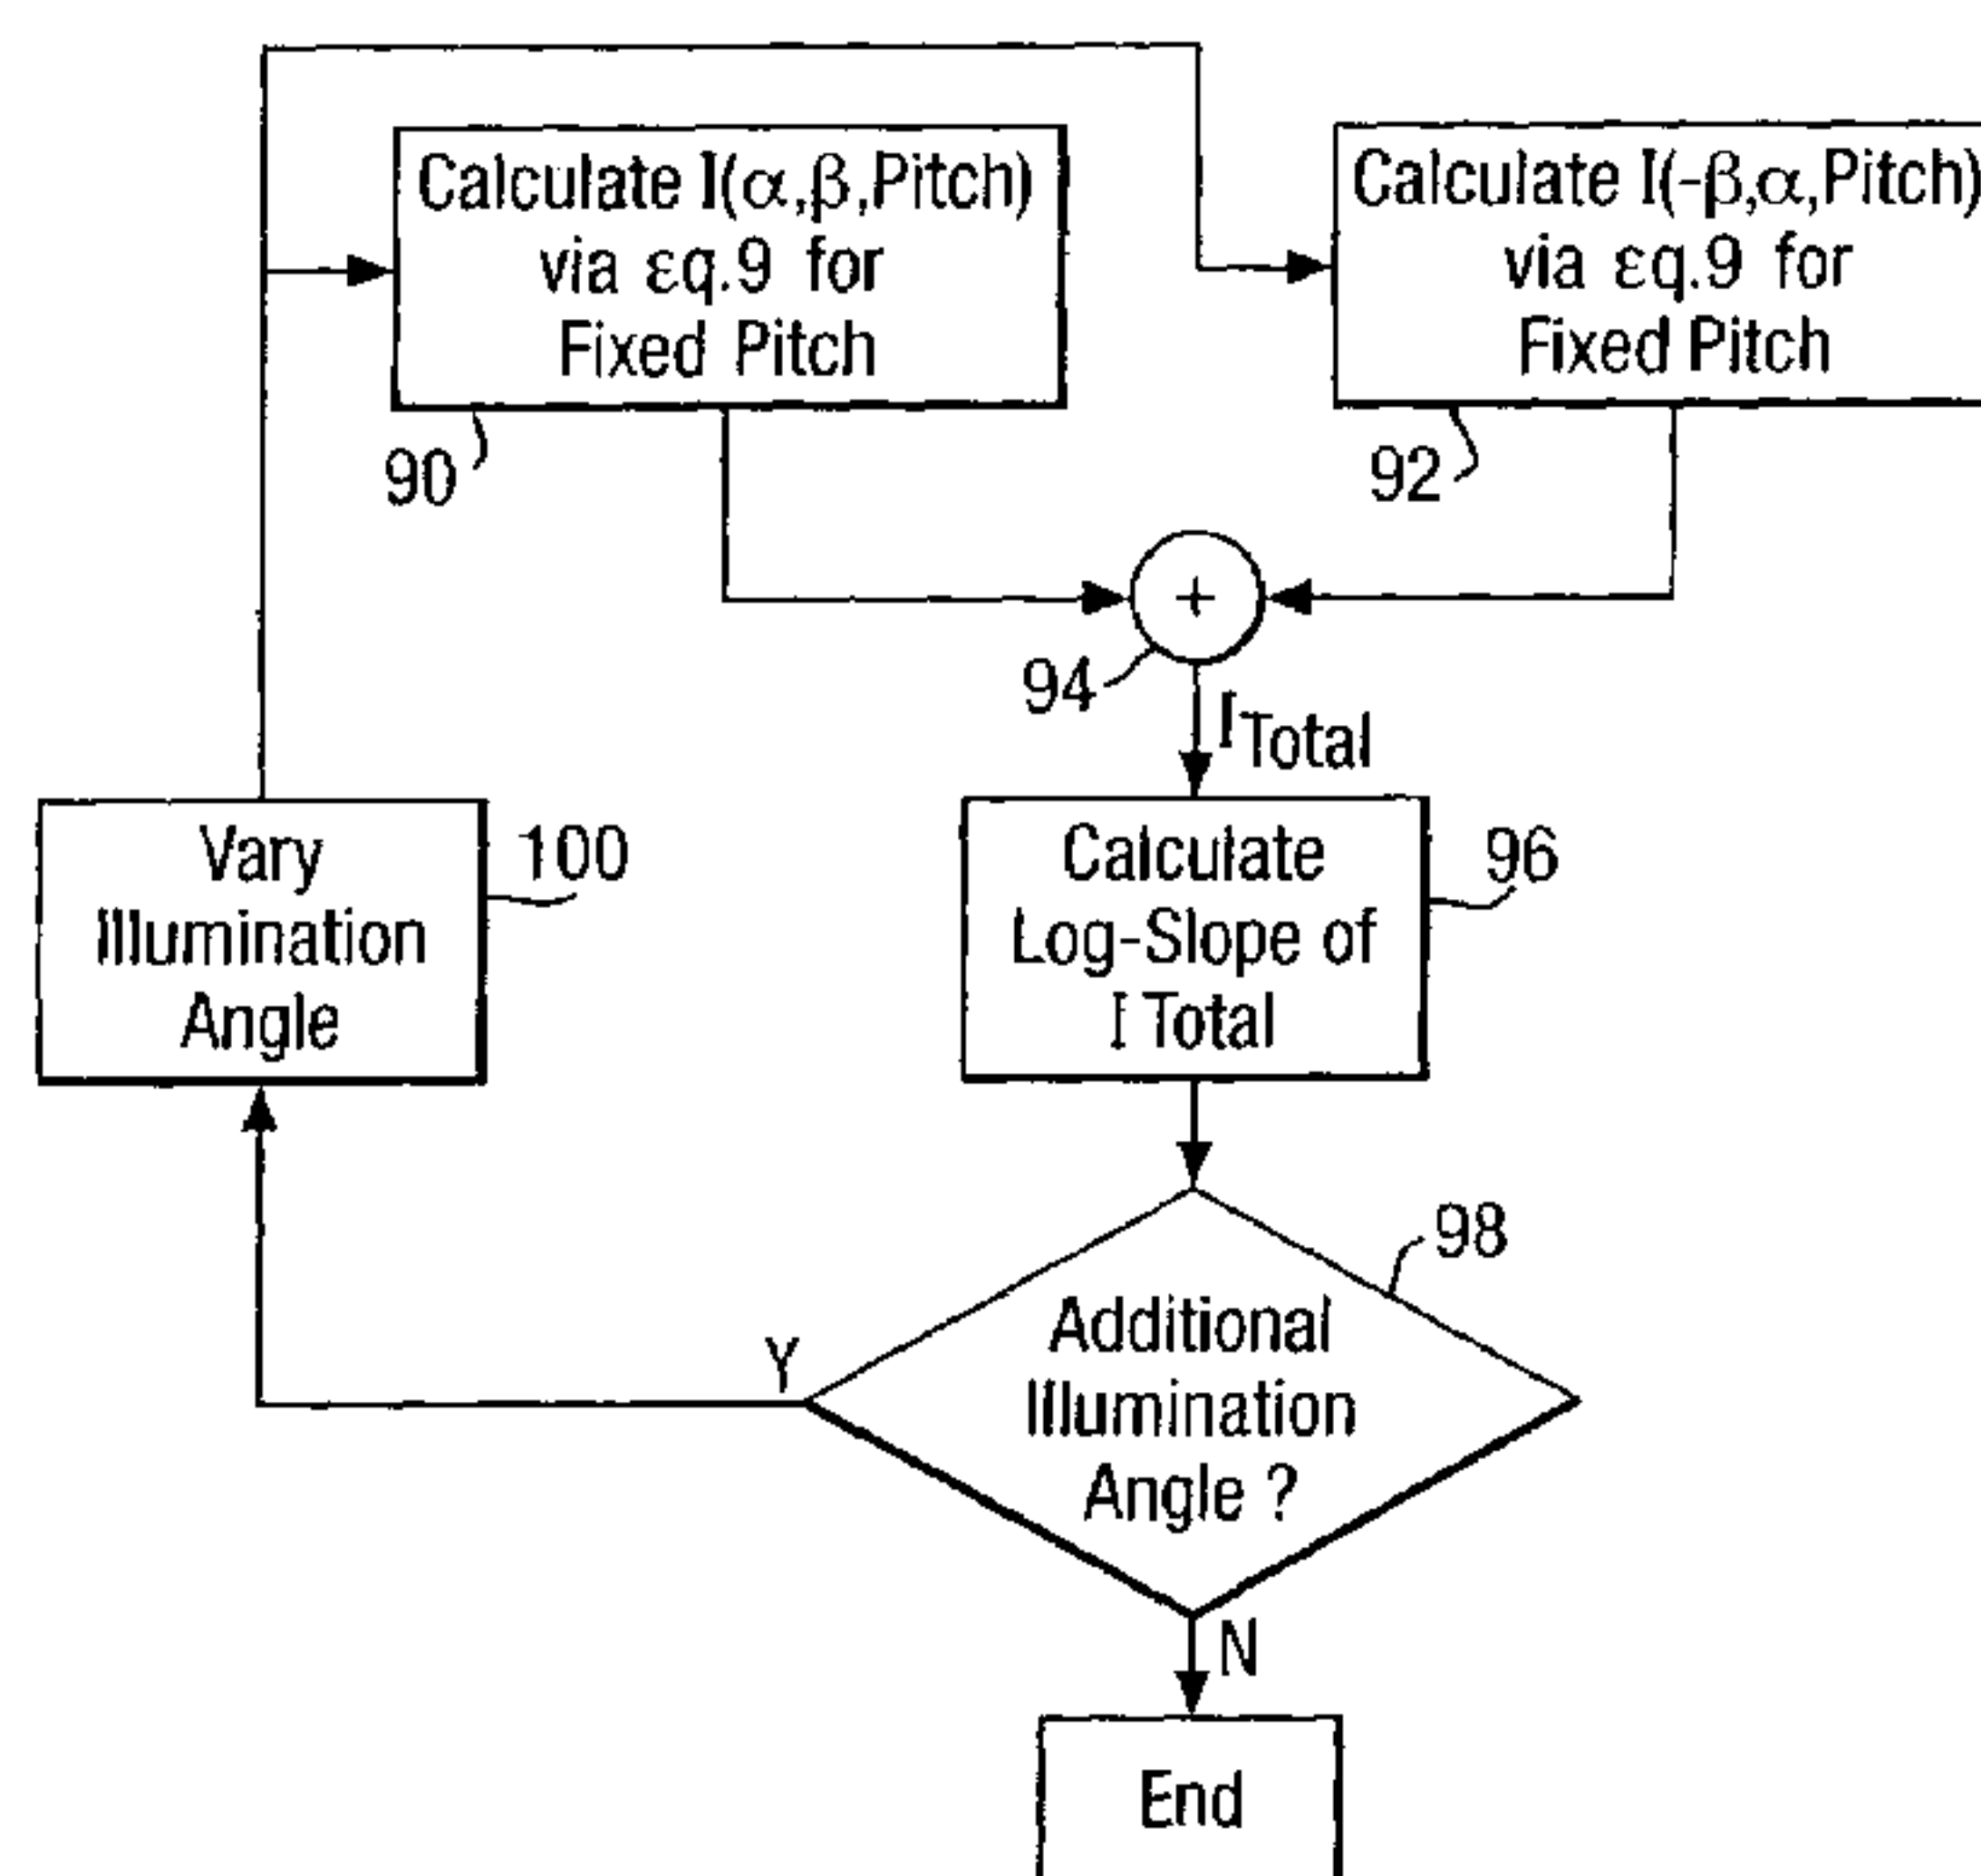 Calculate I(α,β,Pitch)
via εq.9 for
Fixed Pitch
90
Calculate I(-β,α,Pitch)
via εq.9 for
Fixed Pitch
92
+
94
I Total
Vary
Illumination
Angle
100
Calculate
Log-Slope of
I Total
96
98
Additional
Illumination
Angle ?
Y
N
End